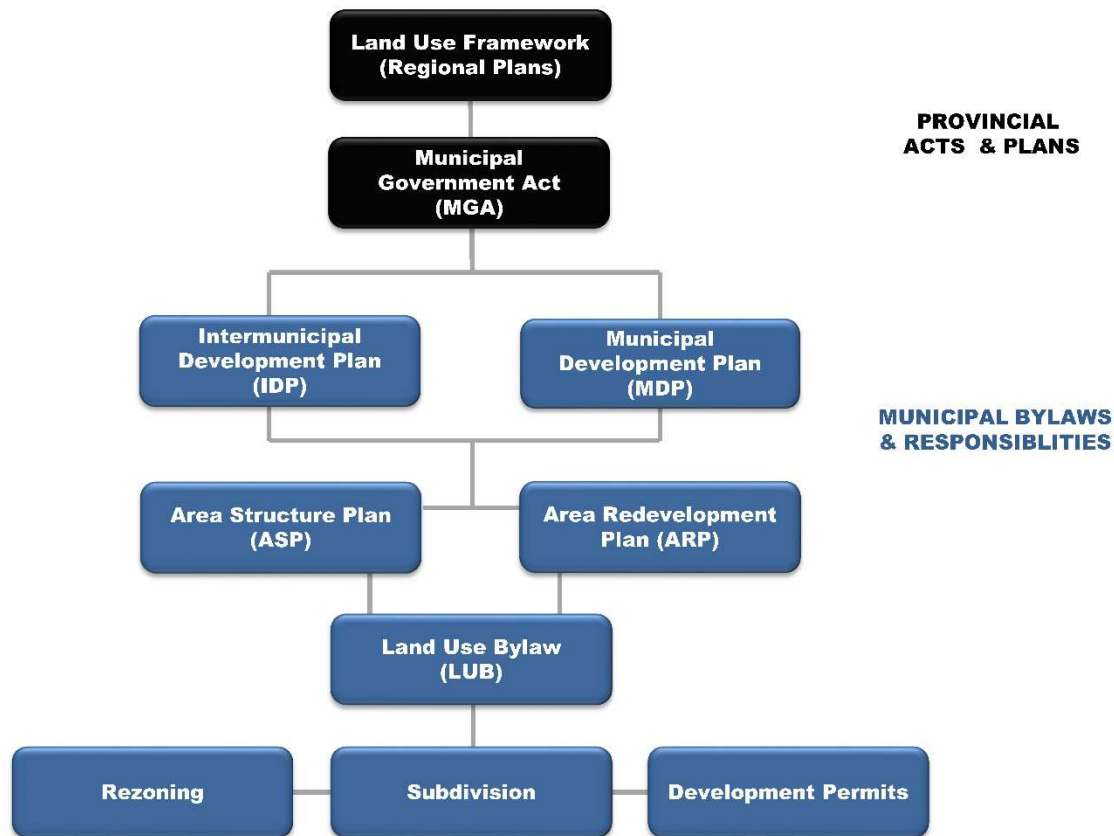 Land Use Framework
(Regional Plans)
PROVINCIAL
ACTS & PLANS
Municipal
Government Act
(MGA)
Intermunicipal
Development Plan
(IDP)
Municipal
Development Plan
(MDP)
MUNICIPAL BYLAWS
& RESPONSIBLITIES
Area Structure Plan
(ASP)
Area Redevelopment
Plan (ARP)
Land Use Bylaw
(LUB)
Rezoning
Subdivision
Development Permits